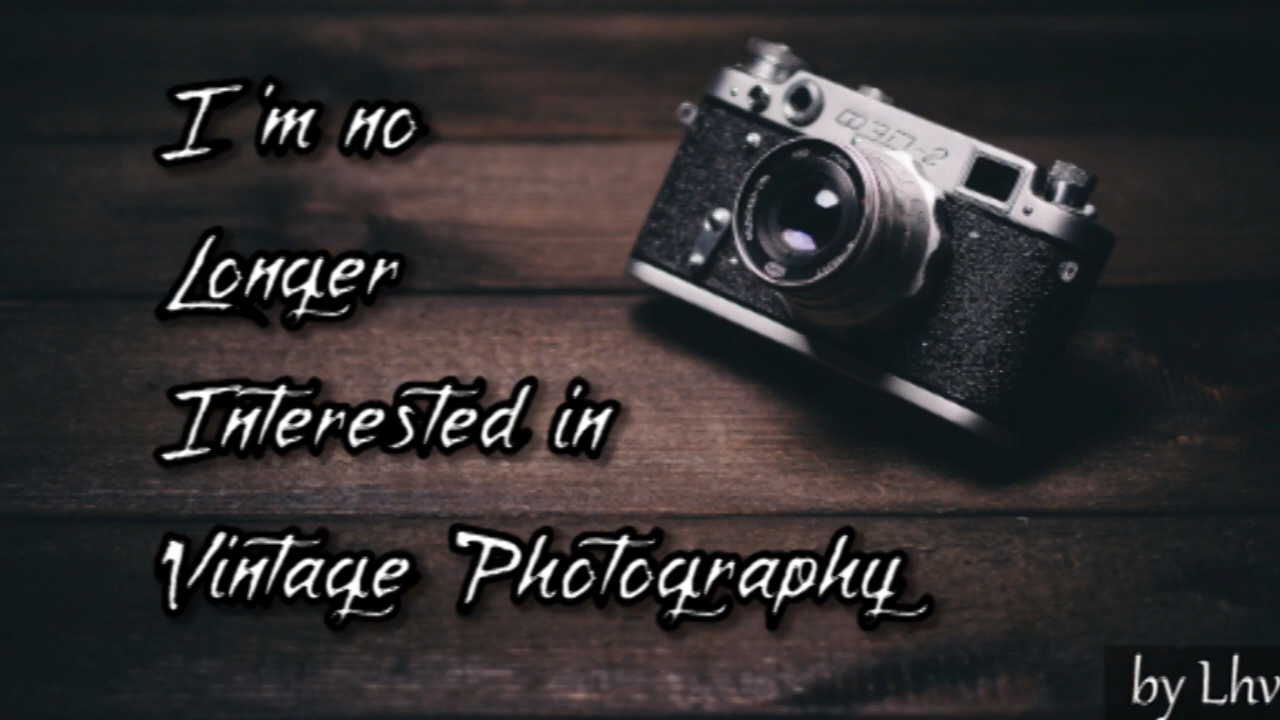 I'm no
Longer
Interested in
Vintage Photography
ФЭД-2
by Lhv